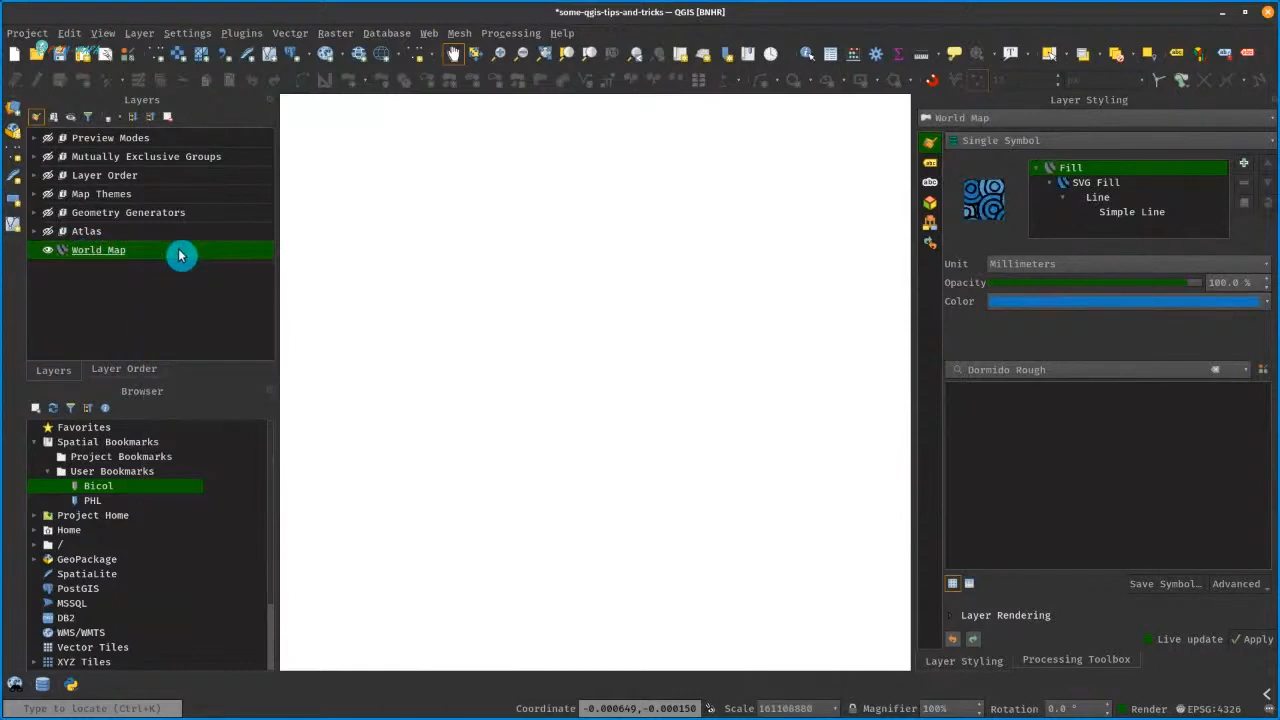 *some-qgis-tips-and-tricks — QGIS [BNHR]
Project Edit View Layer Settings Plugins Vector Raster Database Web Mesh Processing Help
Layers
Preview Modes
Mutually Exclusive Groups
Layer Order
Map Themes
Geometry Generators
Atlas
World Map
Layers Layer Order
Browser
Favorites
Spatial Bookmarks
Project Bookmarks
User Bookmarks
Bicol
PHL
Project Home
Home
/
GeoPackage
SpatiaLite
PostGIS
MSSQL
DB2
WMS/WMTS
Vector Tiles
XYZ Tiles
Layer Styling
World Map
Single Symbol
Fill
SVG Fill
Line
Simple Line
Unit Millimeters
Opacity 100.0 %
Color
Dormido Rough
Save Symbol… Advanced
Layer Rendering
Live update Apply
Layer Styling Processing Toolbox
Type to locate (Ctrl+K) Coordinate -0.000649,-0.000150 Scale 161108880 Magnifier 100% Rotation 0.0 ° Render EPSG:4326